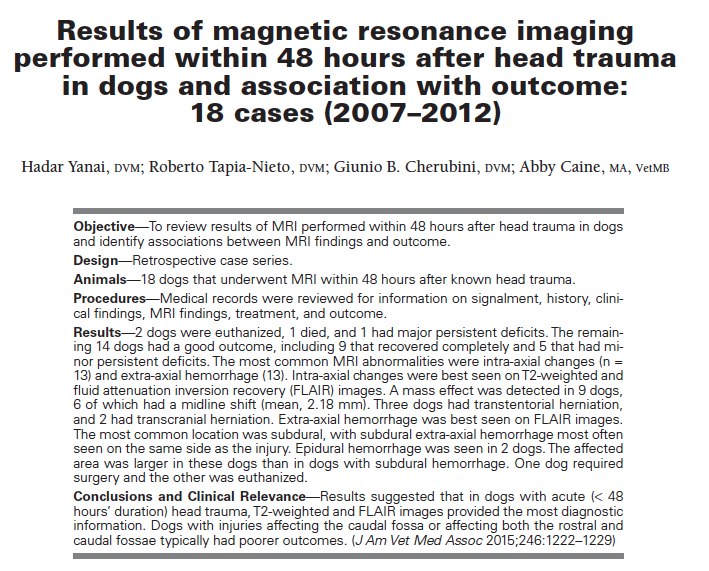 Results of magnetic resonance imaging
performed within 48 hours after head trauma
in dogs and association with outcome:
18 cases (2007–2012)
Hadar Yanai, DVM; Roberto Tapia-Nieto, DVM; Giunio B. Cherubini, DVM; Abby Caine, MA, VetMB
Objective—To review results of MRI performed within 48 hours after head trauma in dogs
and identify associations between MRI findings and outcome.
Design—Retrospective case series.
Animals—18 dogs that underwent MRI within 48 hours after known head trauma.
Procedures—Medical records were reviewed for information on signalment, history, clini-
cal findings, MRI findings, treatment, and outcome.
Results—2 dogs were euthanized, 1 died, and 1 had major persistent deficits. The remain-
ing 14 dogs had a good outcome, including 9 that recovered completely and 5 that had mi-
nor persistent deficits. The most common MRI abnormalities were intra-axial changes (n =
13) and extra-axial hemorrhage (13). Intra-axial changes were best seen on T2-weighted and
fluid attenuation inversion recovery (FLAIR) images. A mass effect was detected in 9 dogs,
6 of which had a midline shift (mean, 2.18 mm). Three dogs had transtentorial herniation,
and 2 had transcranial herniation. Extra-axial hemorrhage was best seen on FLAIR images.
The most common location was subdural, with subdural extra-axial hemorrhage most often
seen on the same side as the injury. Epidural hemorrhage was seen in 2 dogs. The affected
area was larger in these dogs than in dogs with subdural hemorrhage. One dog required
surgery and the other was euthanized.
Conclusions and Clinical Relevance—Results suggested that in dogs with acute (< 48
hours' duration) head trauma, T2-weighted and FLAIR images provided the most diagnostic
information. Dogs with injuries affecting the caudal fossa or affecting both the rostral and
caudal fossae typically had poorer outcomes. (J Am Vet Med Assoc 2015;246:1222–1229)